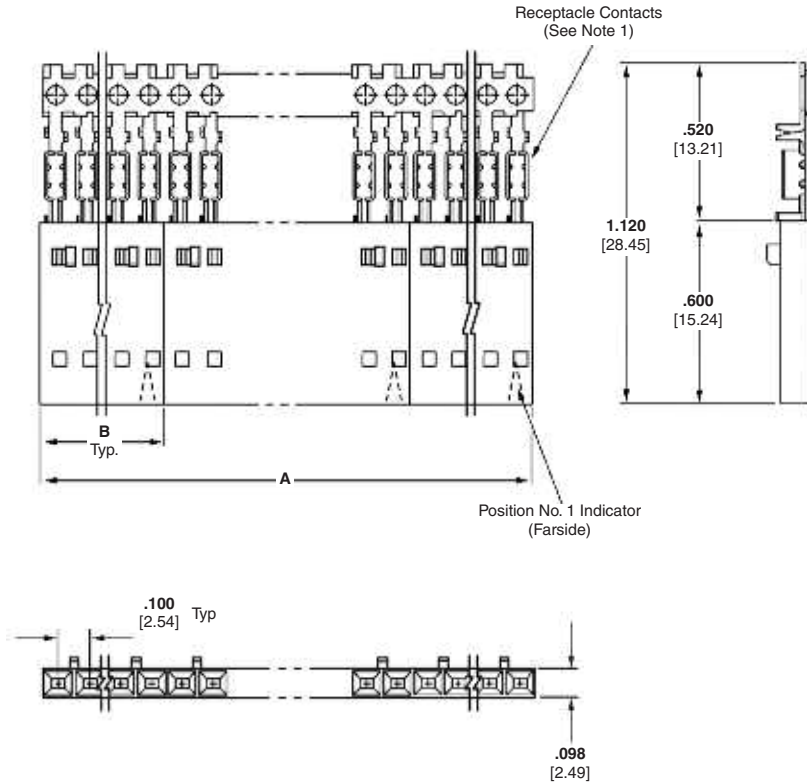 Receptacle Contacts
(See Note 1)
.520
[13.21]
1.120
[28.45]
.600
[15.24]
B
Typ.
A
Position No. 1 Indicator
(Farside)
.100
[2.54]
Typ
.098
[2.49]